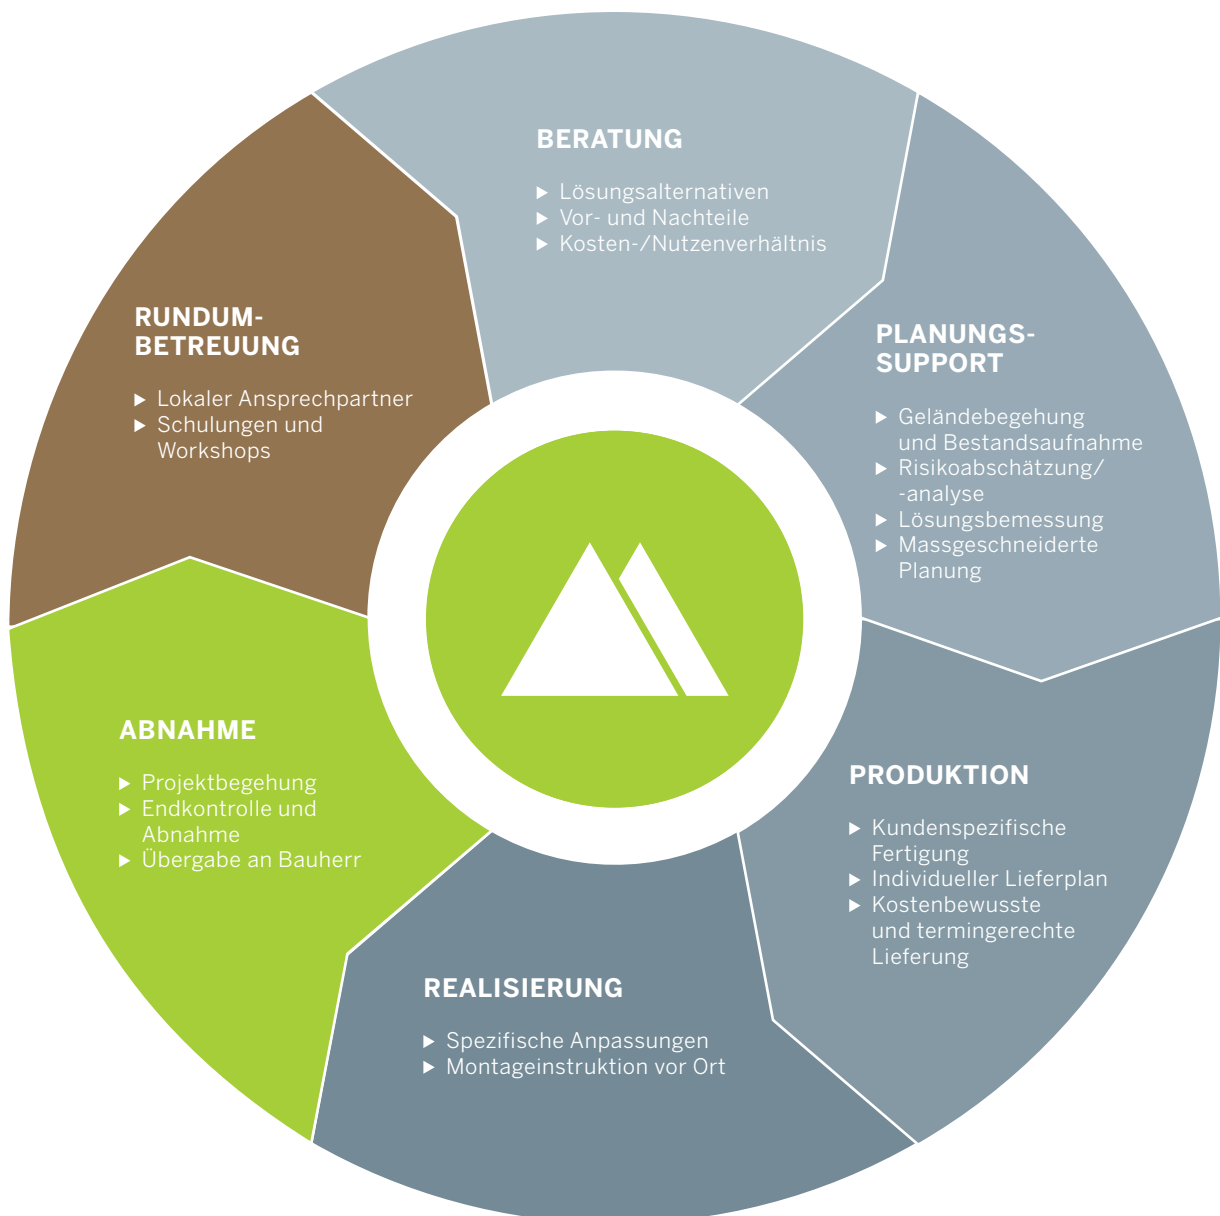 BERATUNG
► Lösungsalternativen
► Vor- und Nachteile
► Kosten-/Nutzenverhältnis
PLANUNGS-
SUPPORT
► Geländebegehung
und Bestandsaufnahme
► Risikoabschätzung/
-analyse
► Lösungsbemessung
► Massgeschneiderte
Planung
PRODUKTION
► Kundenspezifische
Fertigung
► Individueller Lieferplan
► Kostenbewusste
und termingerechte
Lieferung
REALISIERUNG
► Spezifische Anpassungen
► Montageinstruktion vor Ort
ABNAHME
► Projektbegehung
► Endkontrolle und
Abnahme
► Übergabe an Bauherr
RUNDUM-
BETREUUNG
► Lokaler Ansprechpartner
► Schulungen und
Workshops